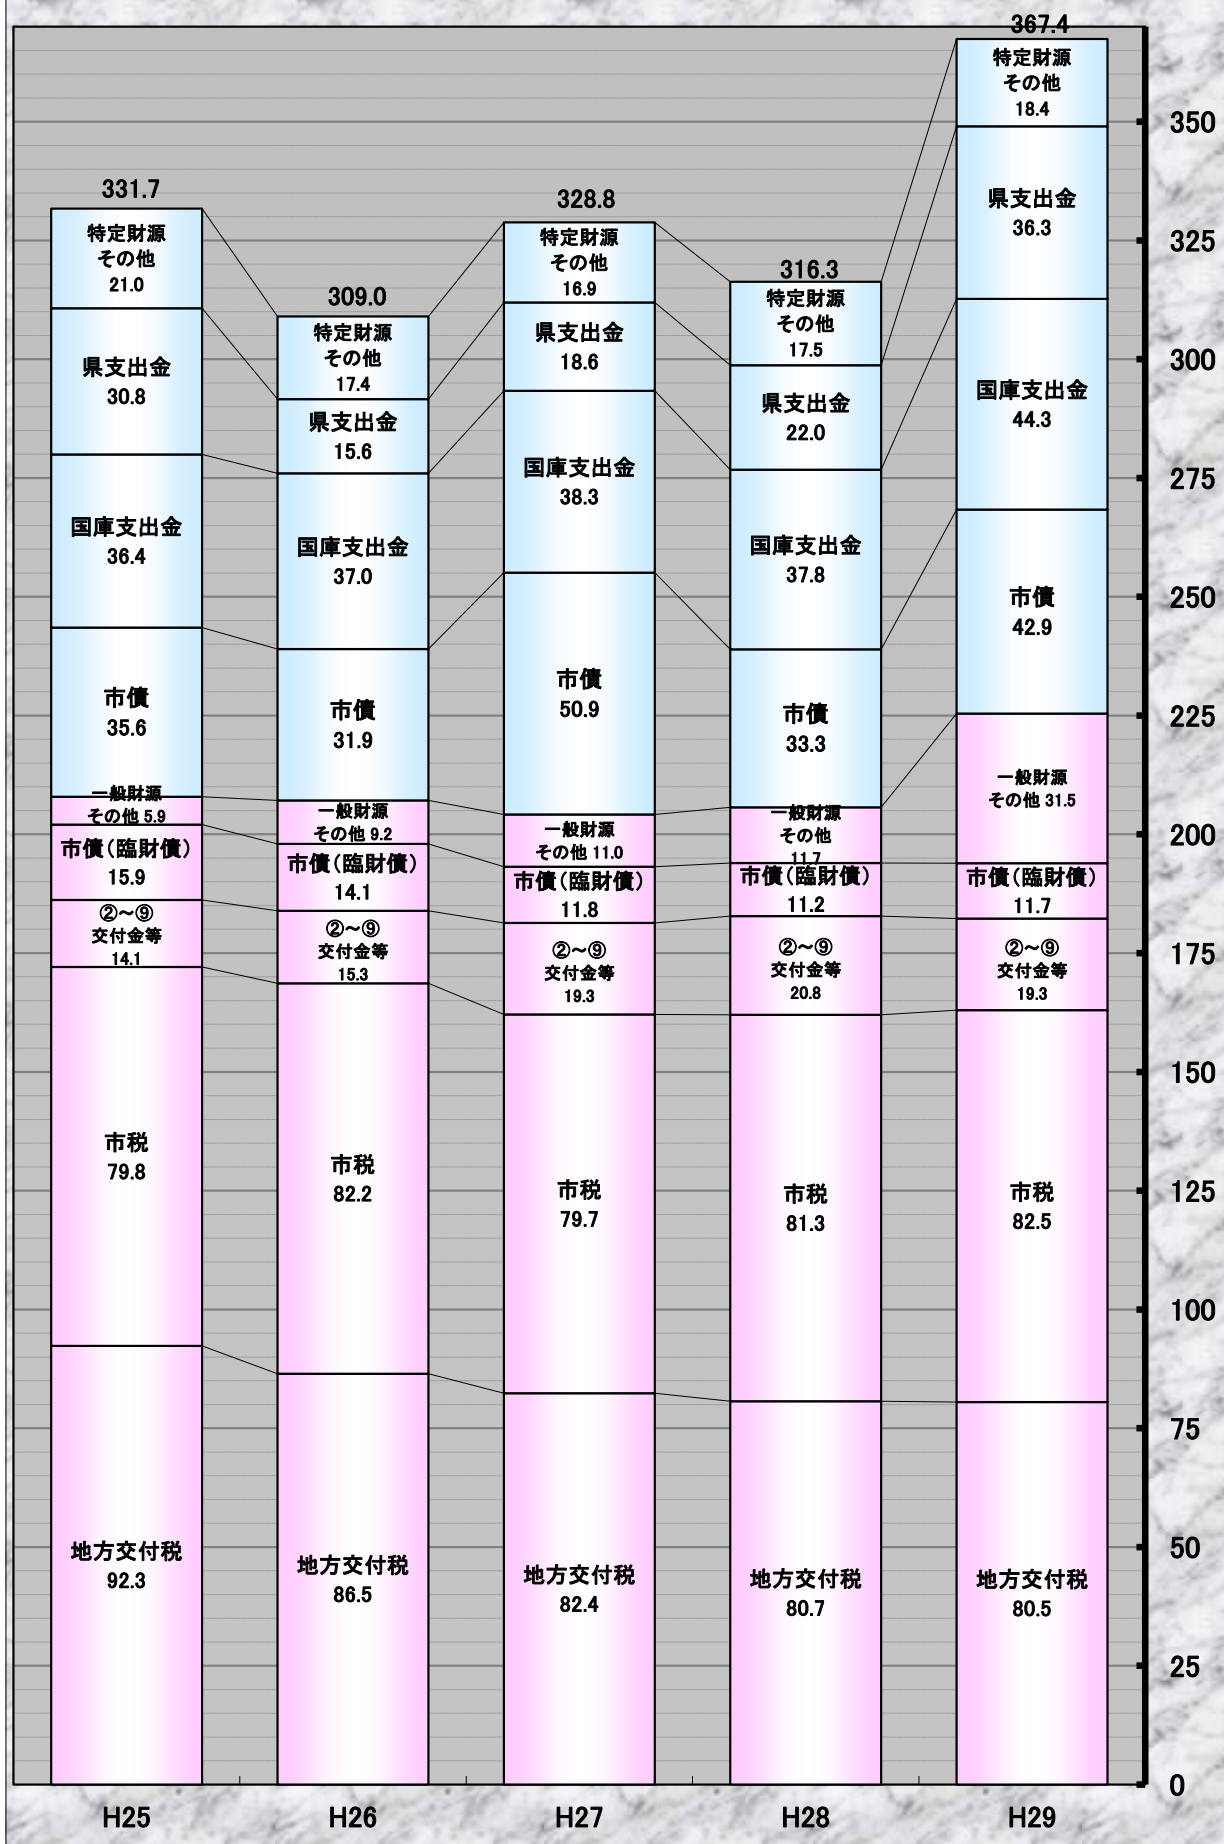 331.7
特定財源
その他
21.0
県支出金
30.8
国庫支出金
36.4
市債
35.6
一般財源
その他 5.9
市債(臨財債)
15.9
②～⑨
交付金等
14.1
市税
79.8
地方交付税
92.3
H25
309.0
特定財源
その他
17.4
県支出金
15.6
国庫支出金
37.0
市債
31.9
一般財源
その他 9.2
市債(臨財債)
14.1
②～⑨
交付金等
15.3
市税
82.2
地方交付税
86.5
H26
328.8
特定財源
その他
16.9
県支出金
18.6
国庫支出金
38.3
市債
50.9
一般財源
その他 11.0
市債(臨財債)
11.8
②～⑨
交付金等
19.3
市税
79.7
地方交付税
82.4
H27
316.3
特定財源
その他
17.5
県支出金
22.0
国庫支出金
37.8
市債
33.3
一般財源
その他
11.7
市債(臨財債)
11.2
②～⑨
交付金等
20.8
市税
81.3
地方交付税
80.7
H28
367.4
特定財源
その他
18.4
県支出金
36.3
国庫支出金
44.3
市債
42.9
一般財源
その他 31.5
市債(臨財債)
11.7
②～⑨
交付金等
19.3
市税
82.5
地方交付税
80.5
H29
350
325
300
275
250
225
200
175
150
125
100
75
50
25
0